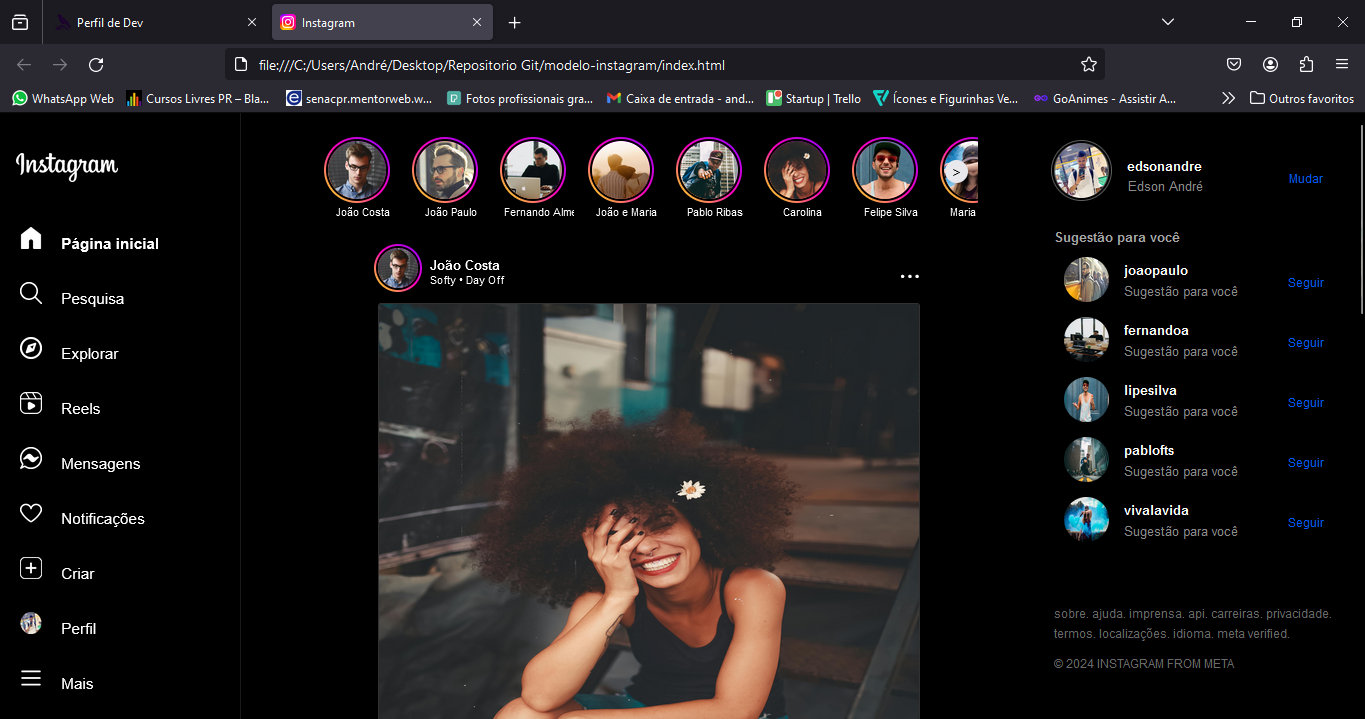 Perfil de Dev
Instagram
file:///C:/Users/André/Desktop/Repositorio Git/modelo-instagram/index.html
WhatsApp Web
Cursos Livres PR – Bla...
senacpr.mentorweb.w...
Fotos profissionais gra...
Caixa de entrada - and...
Startup | Trello
Ícones e Figurinhas Ve...
GoAnimes - Assistir A...
Outros favoritos
Instagram
Página inicial
Pesquisa
Explorar
Reels
Mensagens
Notificações
Criar
Perfil
Mais
João Costa
João Paulo
Fernando Alme
João e Maria
Pablo Ribas
Carolina
Felipe Silva
Maria
>
João Costa
Softy • Day Off
edsonandre
Edson André
Mudar
Sugestão para você
joaopaulo
Sugestão para você
Seguir
fernandoa
Sugestão para você
Seguir
lipesilva
Sugestão para você
Seguir
pablofts
Sugestão para você
Seguir
vivalavida
Sugestão para você
Seguir
sobre. ajuda. imprensa. api. carreiras. privacidade.
termos. localizações. idioma. meta verified.
© 2024 INSTAGRAM FROM META